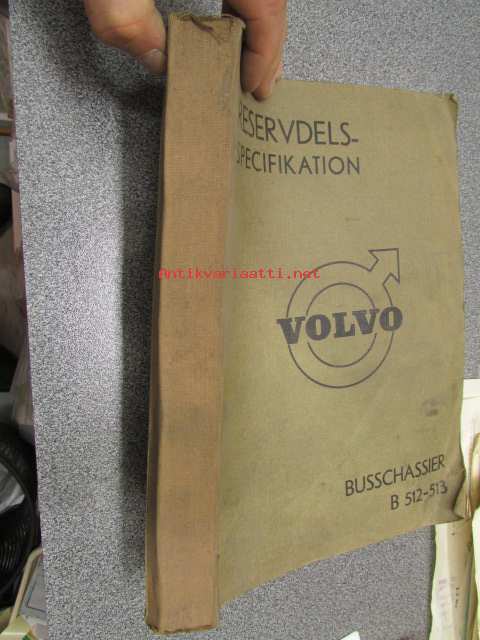 RESERVDELS-
SPECIFIKATION
Antikvariaatti.net
VOLVO
BUSSCHASSIER
B 512-513